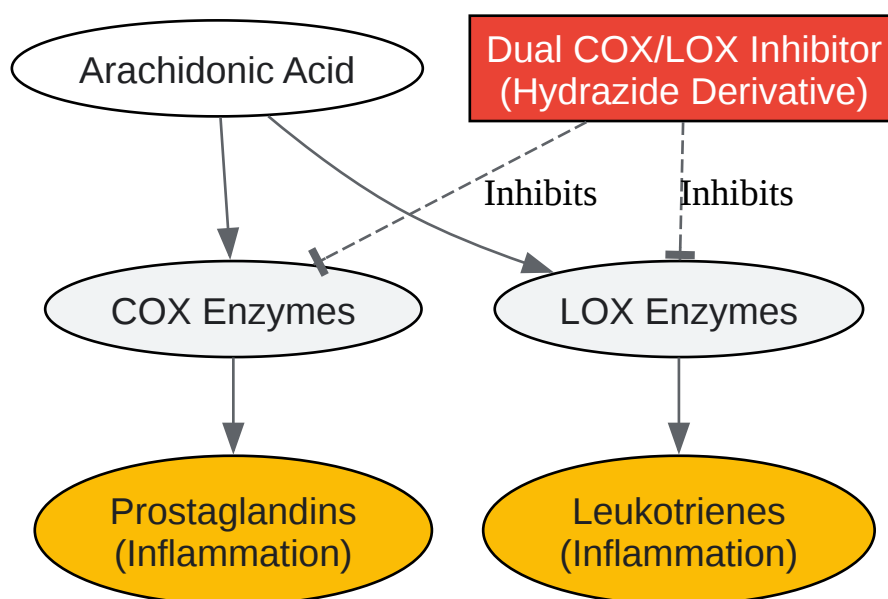 Arachidonic Acid
Dual COX/LOX Inhibitor
(Hydrazide Derivative)
Inhibits
Inhibits
COX Enzymes
LOX Enzymes
Prostaglandins
(Inflammation)
Leukotrienes
(Inflammation)